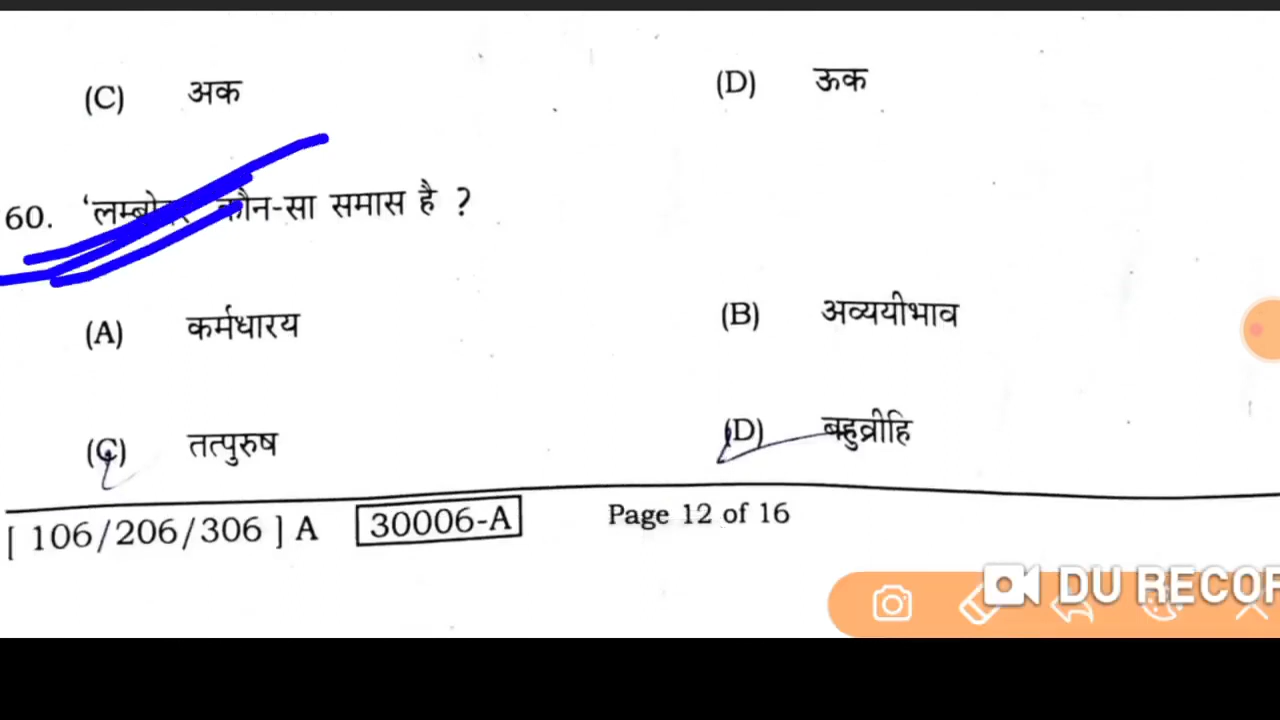 (C) अक (D) ऊक
60. 'लम्बोदर कौन-सा समास है ?
(A) कर्मधारय (B) अव्ययीभाव
(C) तत्पुरुष (D) बहुव्रीहि
[ 106/206/306 ] A 30006-A Page 12 of 16
DU RECOR